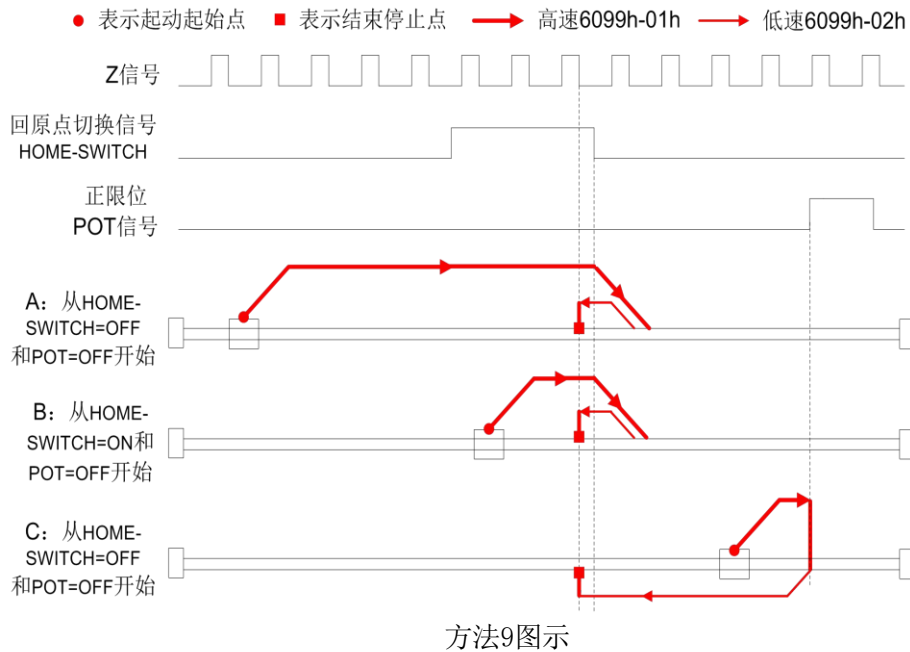 表示起动起始点 表示结束停止点 高速6099h-01h 低速6099h-02h
Z信号
回原点切换信号
HOME-SWITCH
正限位
POT信号
A：从HOME-
SWITCH=OFF
和POT=OFF开始
B：从HOME-
SWITCH=ON和
POT=OFF开始
C：从HOME-
SWITCH=OFF
和POT=OFF开始
方法9图示